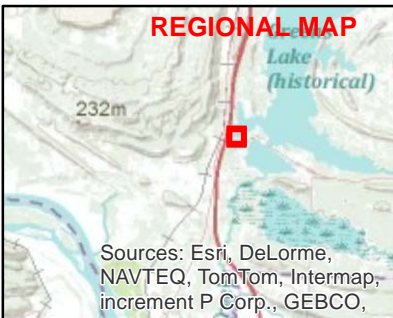 REGIONAL MAP
Lake
(historical)
232m
Sources: Esri, DeLorme,
NAVTEQ, TomTom, Intermap,
increment P Corp., GEBCO,